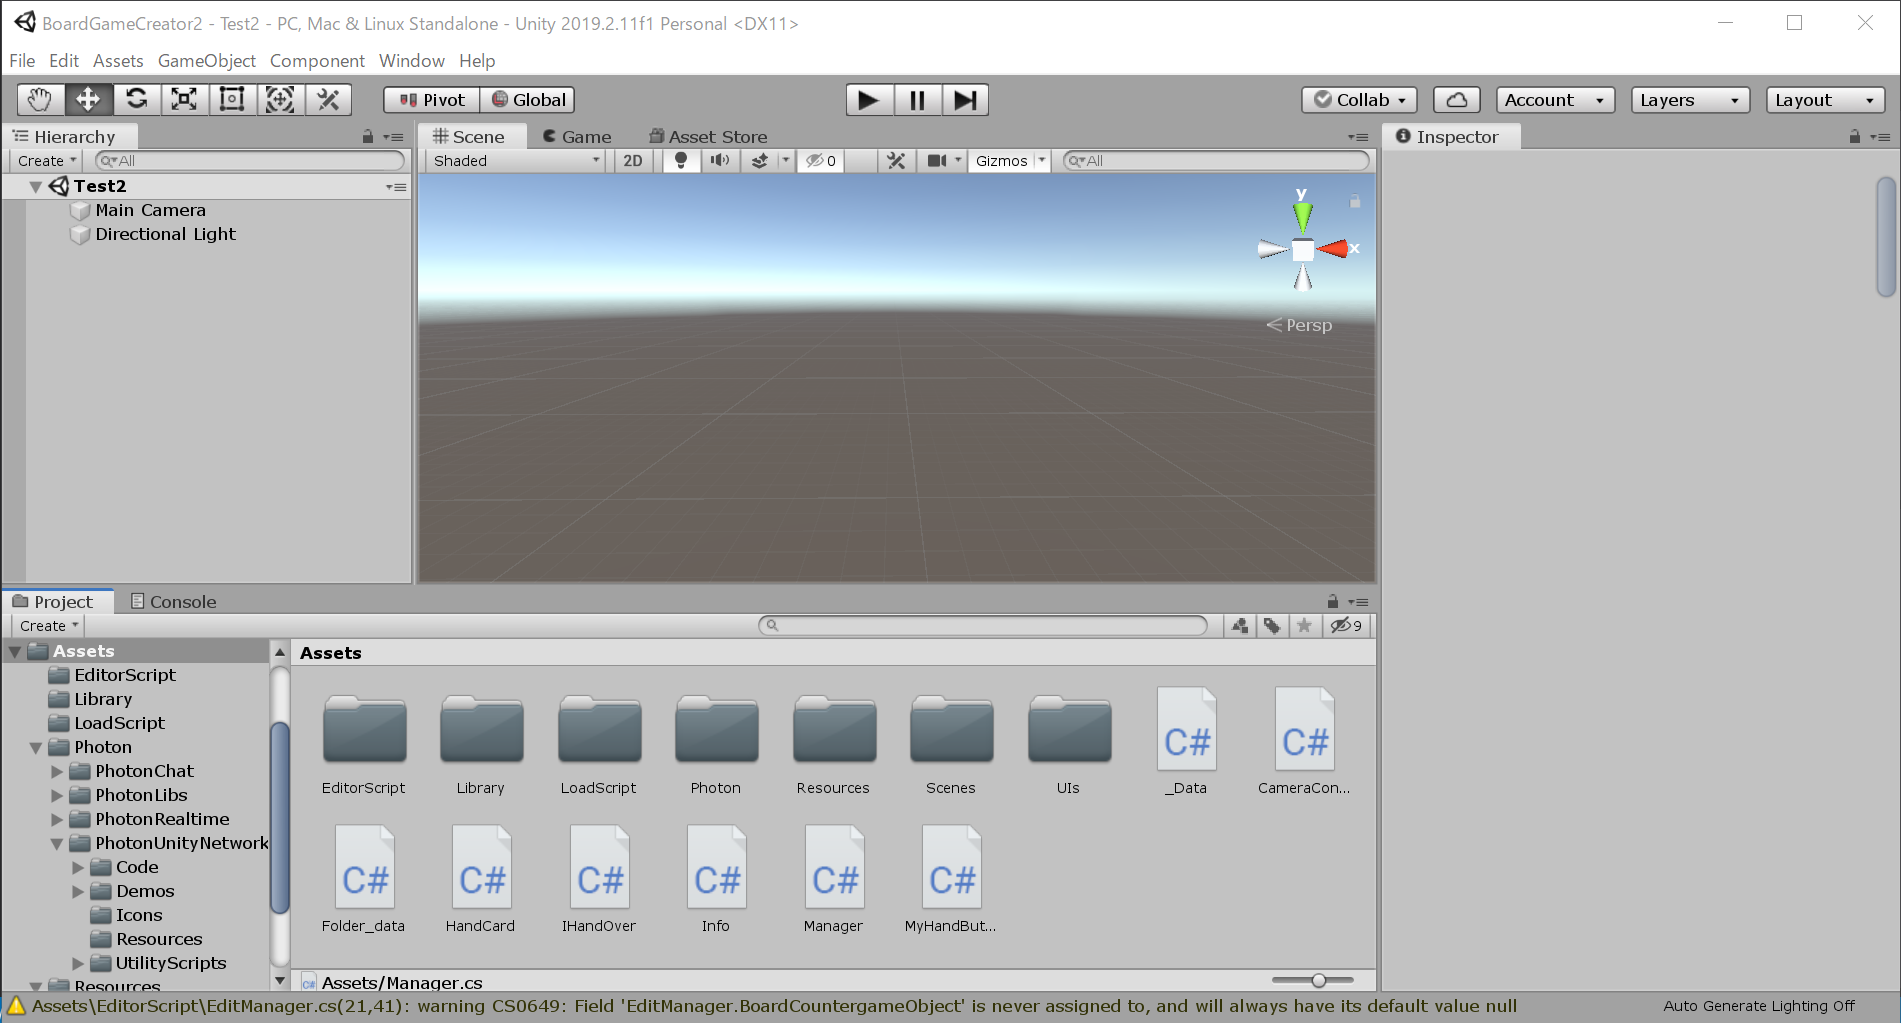 BoardGameCreator2 - Test2 - PC, Mac & Linux Standalone - Unity 2019.2.11f1 Personal <DX11>
File Edit Assets GameObject Component Window Help
Pivot Global Collab Account Layers Layout
Hierarchy
Create All
Test2
Main Camera
Directional Light
Scene Game Asset Store
Shaded 2D 0 Gizmos All
y
x
Persp
Inspector
Project Console
Create 9
Assets
EditorScript
Library
LoadScript
Photon
PhotonChat
PhotonLibs
PhotonRealtime
PhotonUnityNetwork
Code
Demos
Icons
Resources
UtilityScripts
Resources
Assets
C# C#
EditorScript Library LoadScript Photon Resources Scenes UIs _Data CameraCon...
C# C# C# C# C# C#
Folder_data HandCard IHandOver Info Manager MyHandBut...
C# Assets/Manager.cs
Assets\EditorScript\EditManager.cs(21,41): warning CS0649: Field 'EditManager.BoardCountergameObject' is never assigned to, and will always have its default value null
Auto Generate Lighting Off